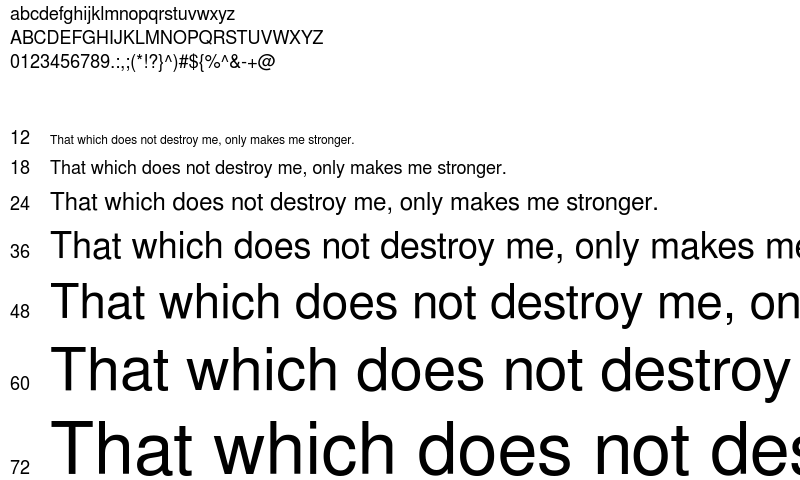 abcdefghijklmnopqrstuvwxyz
ABCDEFGHIJKLMNOPQRSTUVWXYZ
0123456789.:,;(*!?}^)#${%^&-+@
12 That which does not destroy me, only makes me stronger.
18 That which does not destroy me, only makes me stronger.
24 That which does not destroy me, only makes me stronger.
36 That which does not destroy me, only makes me
48 That which does not destroy me, on
60 That which does not destroy
72 That which does not des